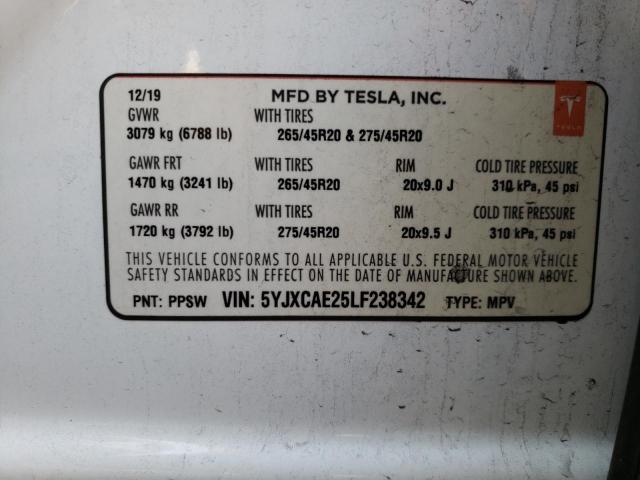 12/19 MFD BY TESLA, INC.
TESLA
GVWR WITH TIRES
3079 kg (6788 lb) 265/45R20 & 275/45R20
GAWR FRT WITH TIRES RIM COLD TIRE PRESSURE
1470 kg (3241 lb) 265/45R20 20x9.0 J 310 kPa, 45 psi
GAWR RR WITH TIRES RIM COLD TIRE PRESSURE
1720 kg (3792 lb) 275/45R20 20x9.5 J 310 kPa, 45 psi
THIS VEHICLE CONFORMS TO ALL APPLICABLE U.S. FEDERAL MOTOR VEHICLE
SAFETY STANDARDS IN EFFECT ON THE DATE OF MANUFACTURE SHOWN ABOVE.
PNT: PPSW VIN: 5YJXCAE25LF238342 TYPE: MPV